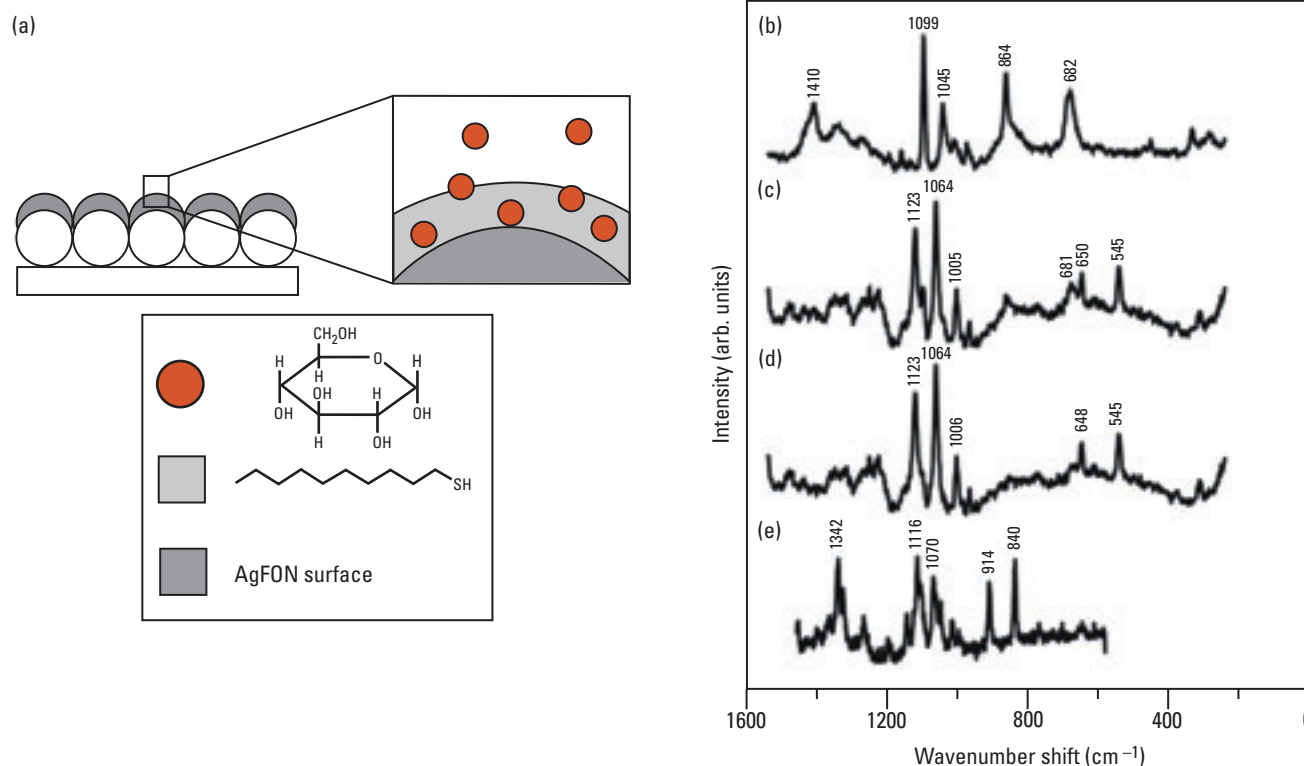 (a)
CH₂OH
O
H
H
H
OH
H
OH
OH
H
OH
SH
AgFON surface
(b)
1410
1099
1045
864
682
(c)
1123
1064
1005
681
650
545
(d)
1123
1064
1006
648
545
(e)
1342
1116
1070
914
840
Intensity (arb. units)
1600
1200
800
400
Wavenumber shift (cm⁻¹)